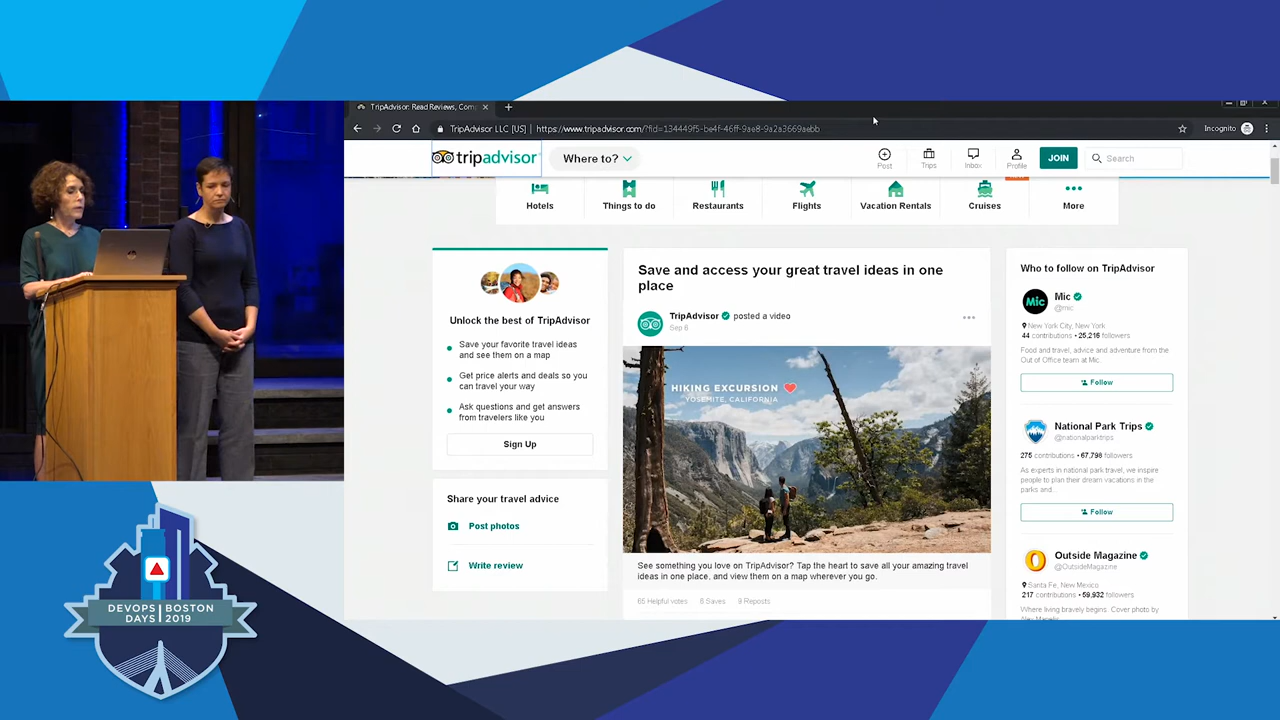 TripAdvisor: Read Reviews, Com
TripAdvisor LLC [US] | https://www.tripadvisor.com/?fid=134449f5-be4f-46ff-9ae8-9a2a3669aebb
Incognito
tripadvisor
Where to?
Post
Trips
Inbox
Profile
JOIN
Search
Hotels
Things to do
Restaurants
Flights
Vacation Rentals
Cruises
More
Unlock the best of TripAdvisor
Save your favorite travel ideas
and see them on a map
Get price alerts and deals so you
can travel your way
Ask questions and get answers
from travelers like you
Sign Up
Share your travel advice
Post photos
Write review
Save and access your great travel ideas in one
place
TripAdvisor posted a video
Sep 6
HIKING EXCURSION
YOSEMITE, CALIFORNIA
See something you love on TripAdvisor? Tap the heart to save all your amazing travel
ideas in one place, and view them on a map wherever you go.
65 Helpful votes 6 Saves 9 Reposts
Who to follow on TripAdvisor
Mic
@mic
New York City, New York
44 contributions • 25,216 followers
Food and travel, advice and adventure from the
Out of Office team at Mic.
Follow
National Park Trips
@nationalparktrips
275 contributions • 67,798 followers
As experts in national park travel, we inspire
people to plan their dream vacations in the
parks and...
Follow
Outside Magazine
@OutsideMagazine
Santa Fe, New Mexico
217 contributions • 59,932 followers
Where living bravely begins. Cover photo by
DEVOPS BOSTON
DAYS 2019